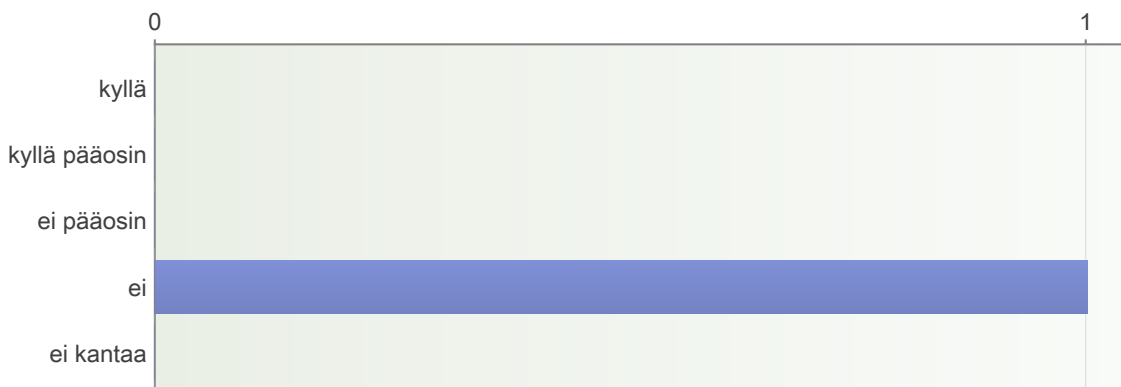 0 1
kyllä
kyllä pääosin
ei pääosin
ei
ei kantaa